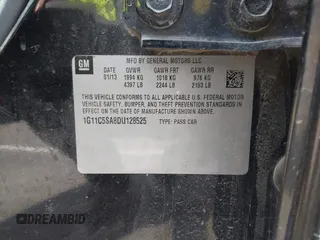 GM
MFD BY GENERAL MOTORS LLC
DATE GVWR GAWR FRT GAWR RR
01/13 1994 KG 1018 KG 976 KG
4397 LB 2244 LB 2153 LB
THIS VEHICLE CONFORMS TO ALL APPLICABLE U.S. FEDERAL MOTOR
VEHICLE SAFETY, BUMPER, AND THEFT PREVENTION STANDARDS
IN EFFECT ON THE DATE OF MANUFACTURE SHOWN ABOVE.
1G11C5SA8DU128525 TYPE: PASS CAR
DREAMBID